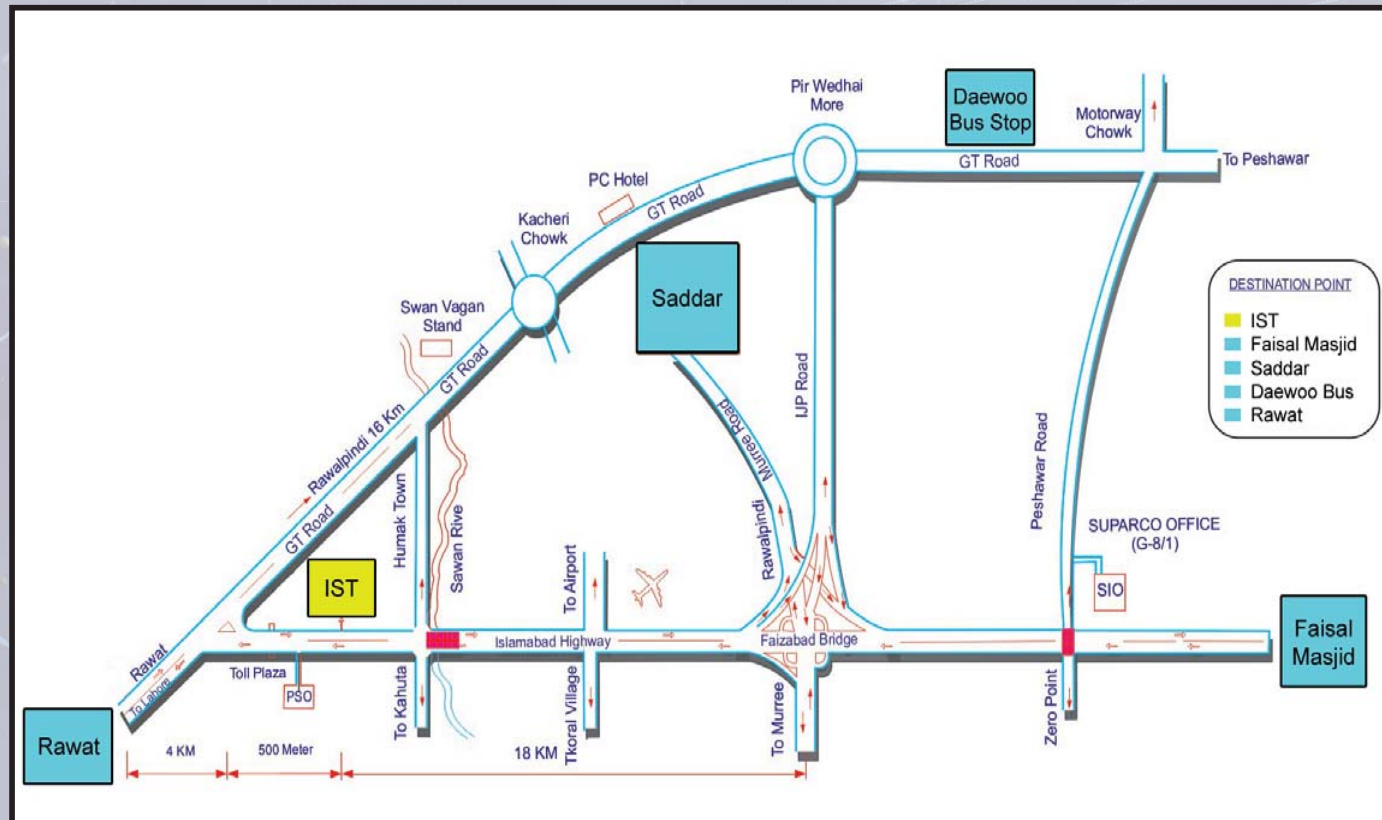 Pir Wedhai
More
Daewoo
Bus Stop
Motorway
Chowk
GT Road
To Peshawar
PC Hotel
GT Road
Kacheri
Chowk
Saddar
Swan Vagan
Stand
GT Road
DESTINATION POINT
IST
Faisal Masjid
Saddar
Daewoo Bus
Rawat
Rawalpindi 16 Km
GT Road
Humak Town
Sawan Rive
IST
To Airport
Rawalpindi
Murree Road
IJP Road
Peshawar Road
SUPARCO OFFICE
(G-8/1)
SIO
Faisal
Masjid
Islamabad Highway
Faizabad Bridge
Rawat
To Lahore
Toll Plaza
PSO
To Kahuta
Tkoral Village
To Murree
Zero Point
Rawat
4 KM
500 Meter
18 KM